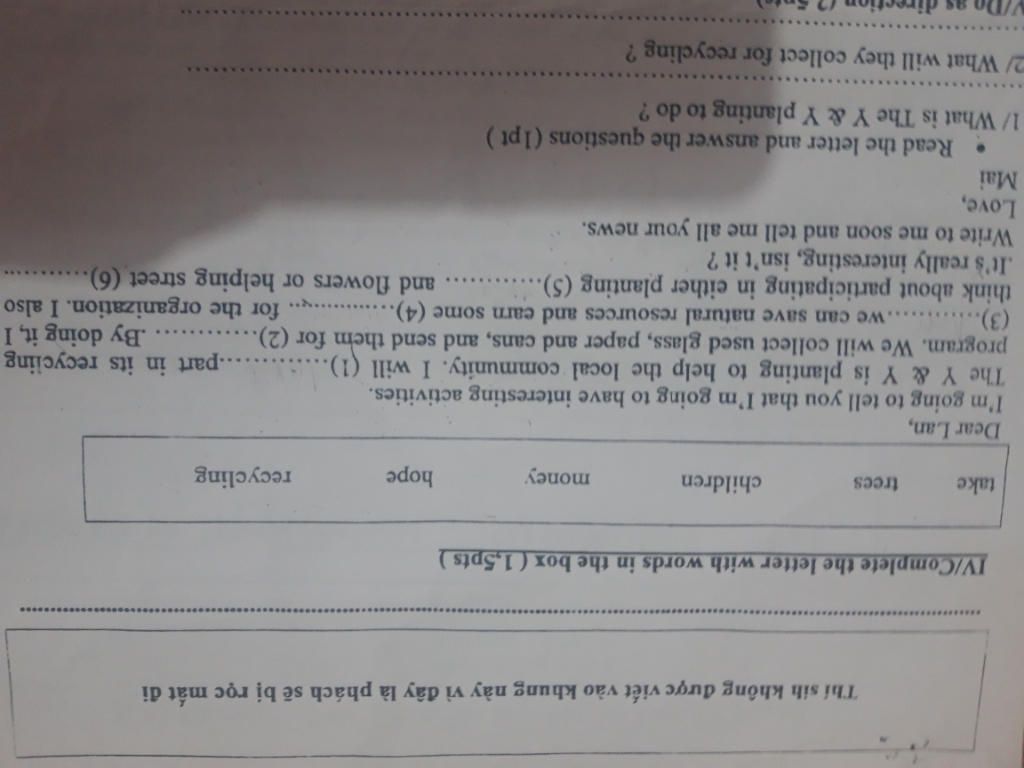 Thí sih không được viết vào khung này vì đây là phách sẽ bị rọc mất đi
IV/Complete the letter with words in the box ( 1,5pts )
take trees children money hope recycling
Dear Lan,
I'm going to tell you that I'm going to have interesting activities.
The Y & Y is planting to help the local community. I will (1)..............part in its recycling
program. We will collect used glass, paper and cans, and send them for (2)............. .By doing it, I
(3)............we can save natural resources and earn some (4).............. for the organization. I also
think about participating in either planting (5)............ and flowers or helping street (6)...........
.It's really interesting, isn't it ?
Write to me soon and tell me all your news.
Love,
Mai
• Read the letter and answer the questions (1pt )
1/ What is The Y & Y planting to do ?
2/ What will they collect for recycling ?
V/Do as direction (2,5pts)